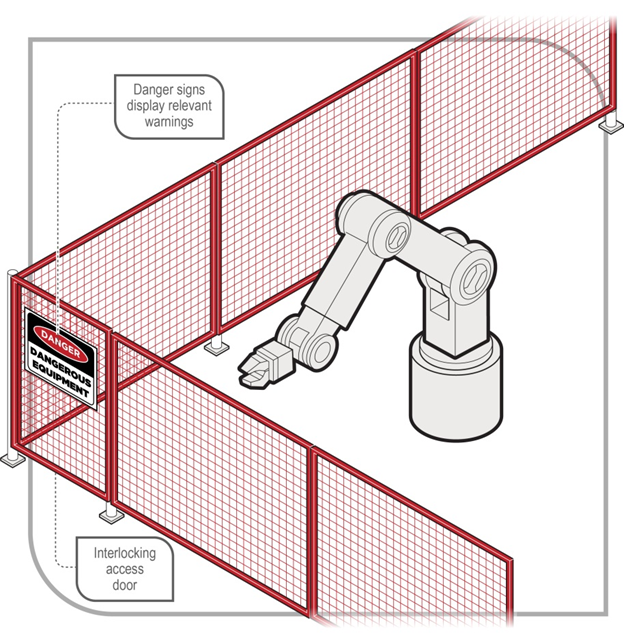 Danger signs
display relevant
warnings
DANGER
DANGEROUS
EQUIPMENT
Interlocking
access
door